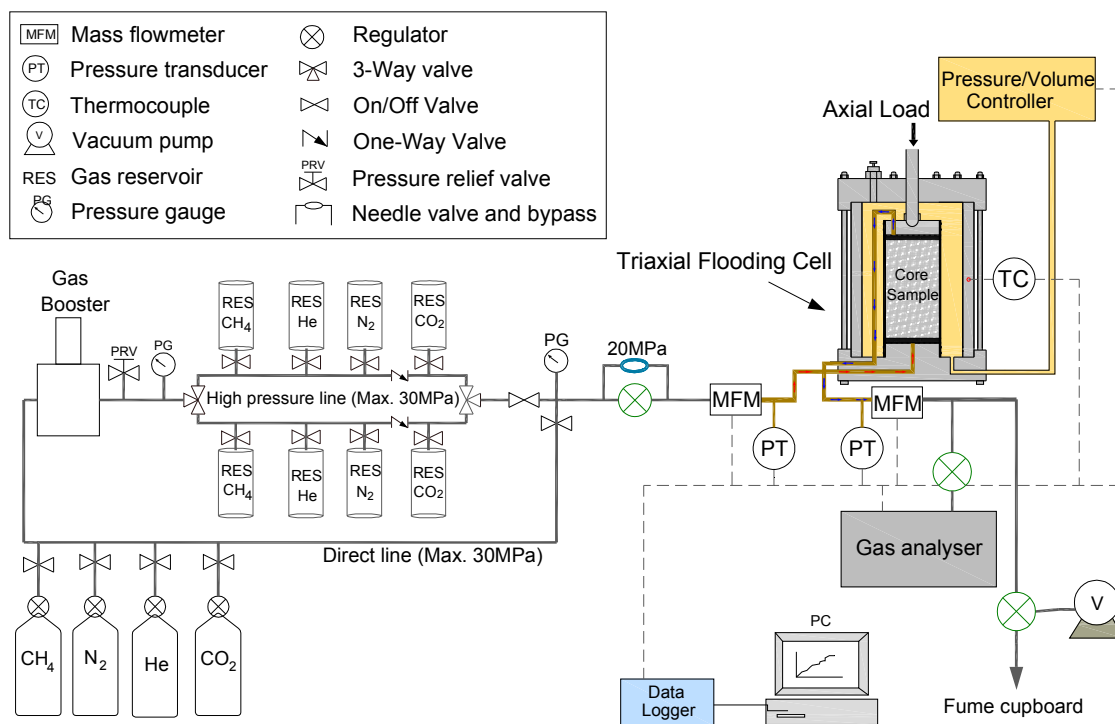 MFM Mass flowmeter
PT Pressure transducer
TC Thermocouple
V Vacuum pump
RES Gas reservoir
PG Pressure gauge
Regulator
3-Way valve
On/Off Valve
One-Way Valve
PRV Pressure relief valve
Needle valve and bypass
Pressure/Volume
Controller
Axial Load
Triaxial Flooding Cell
Core
Sample
TC
Gas
Booster
PRV
PG
RES
CH4
RES
He
RES
N2
RES
CO2
High pressure line (Max. 30MPa)
RES
CH4
RES
He
RES
N2
RES
CO2
PG
20MPa
MFM
MFM
PT
PT
Direct line (Max. 30MPa)
Gas analyser
CH4
N2
He
CO2
V
PC
Data
Logger
Fume cupboard